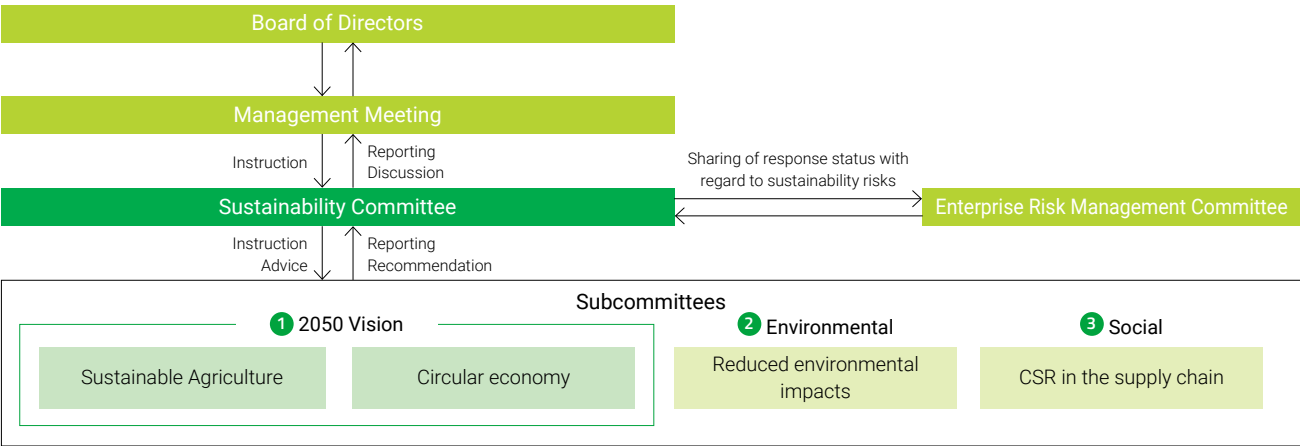 Board of Directors
Management Meeting
Instruction
Reporting
Discussion
Sharing of response status with
regard to sustainability risks
Sustainability Committee
Enterprise Risk Management Committee
Instruction
Advice
Reporting
Recommendation
Subcommittees
1 2050 Vision
Sustainable Agriculture
Circular economy
2 Environmental
Reduced environmental
impacts
3 Social
CSR in the supply chain